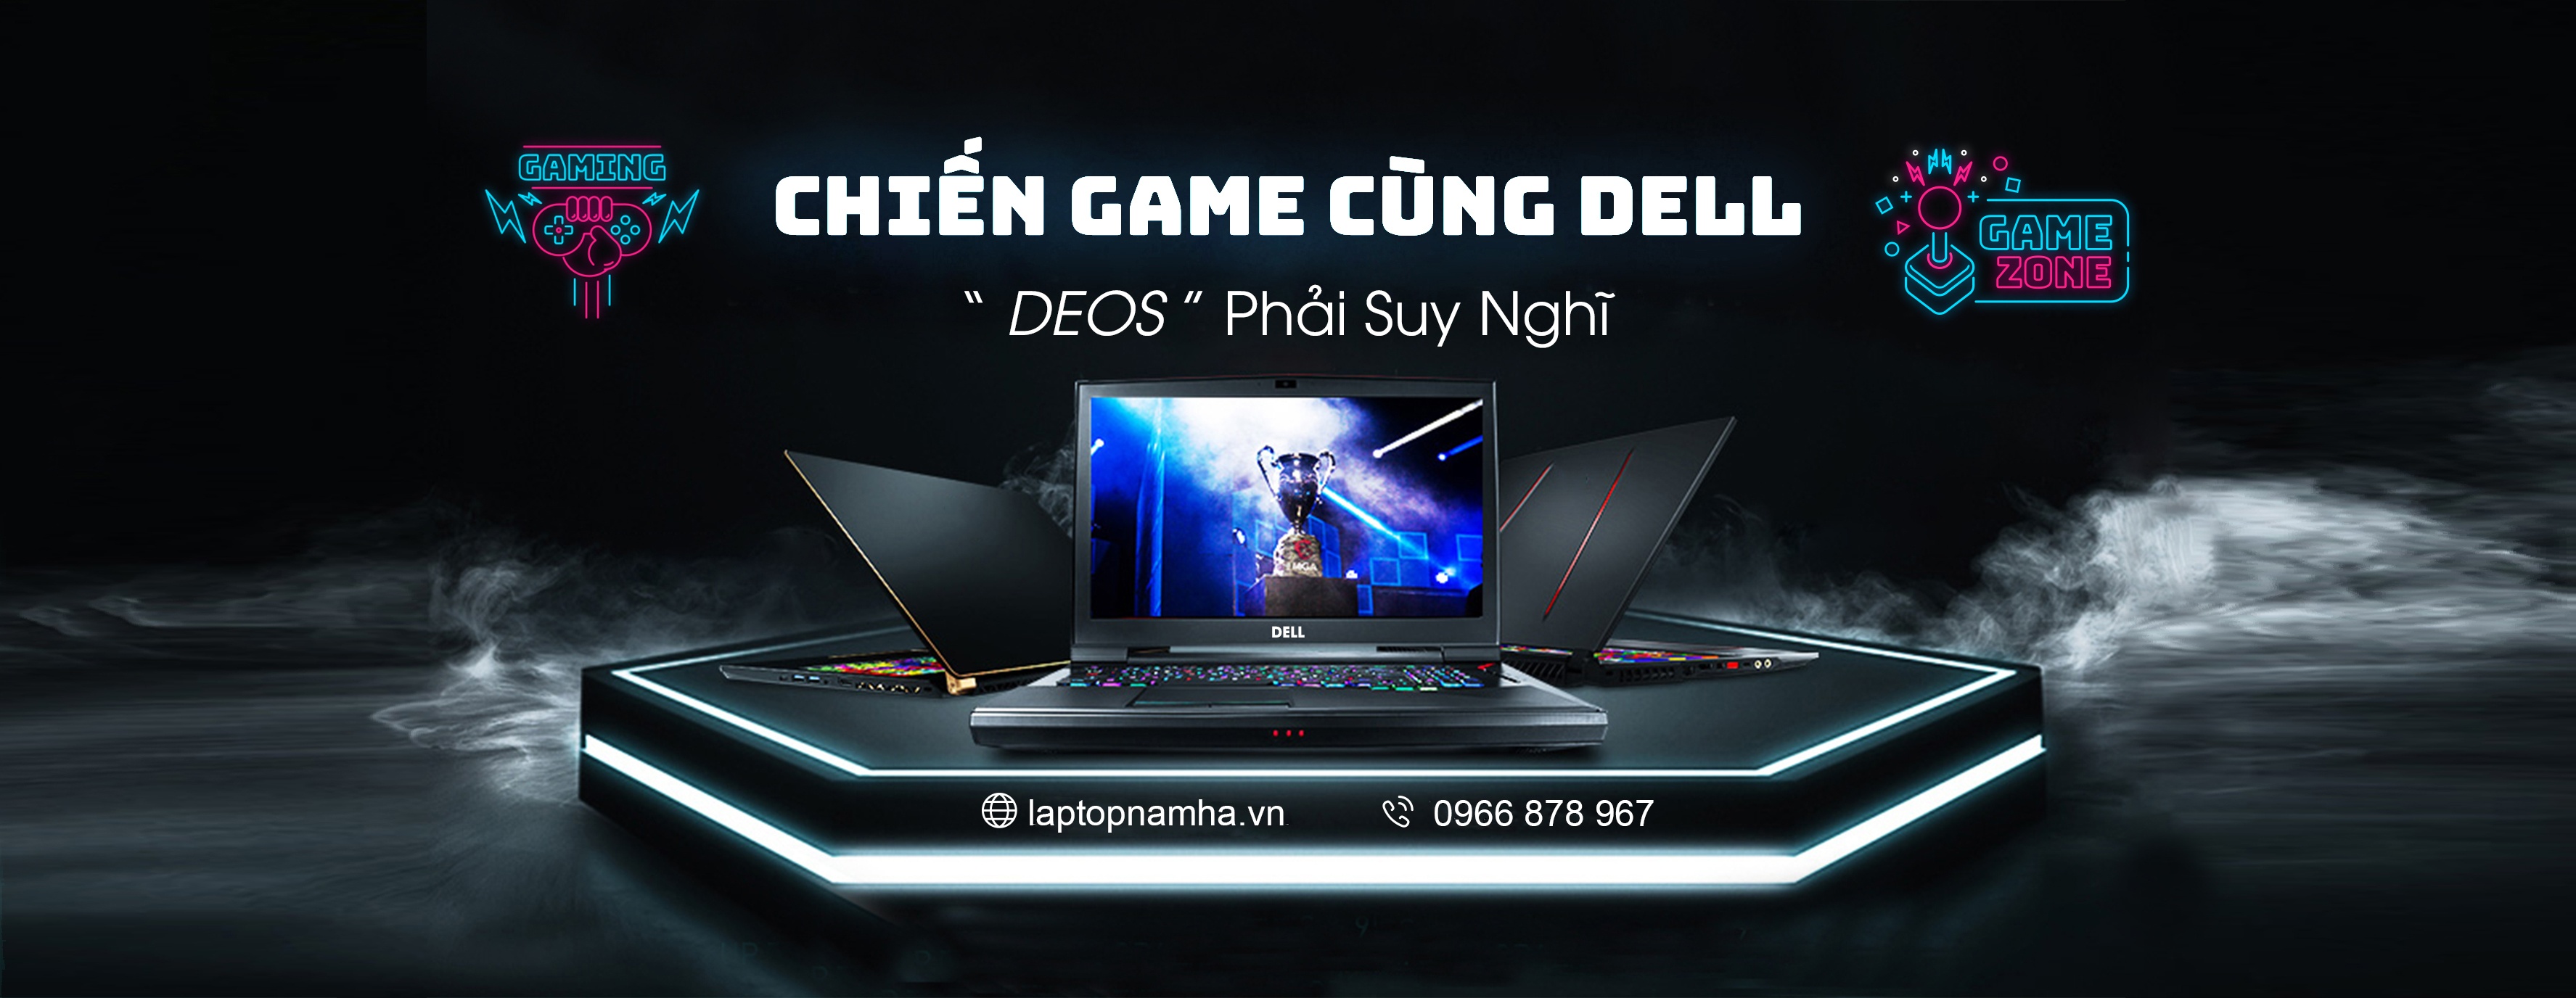 GAMING
CHIẾN GAME CÙNG DELL
GAME
ZONE
“ DEOS ” Phải Suy Nghĩ
DELL
laptopnamha.vn
0966 878 967